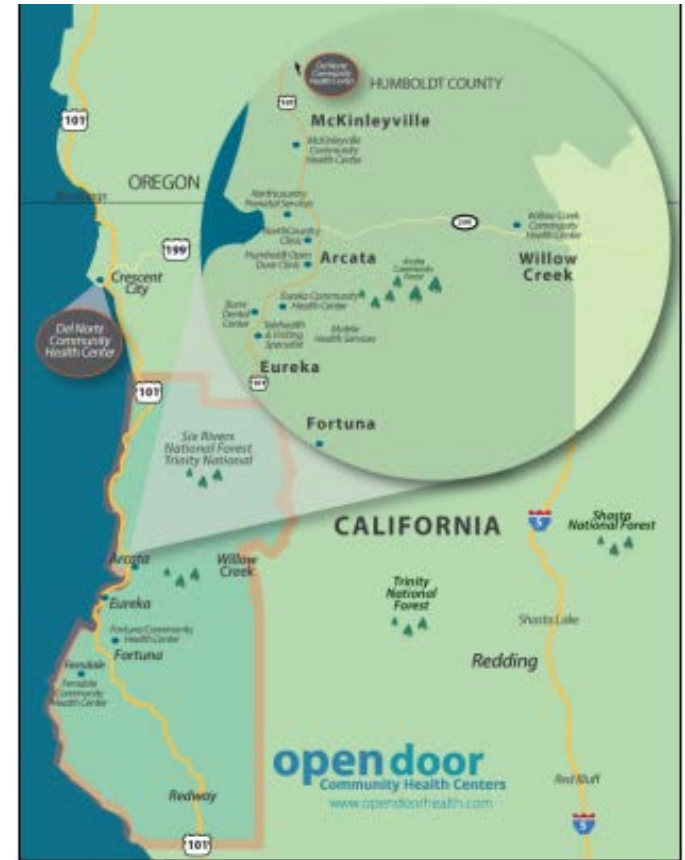 Del Norte
Community
Health Center
HUMBOLDT COUNTY
101
McKinleyville
McKinleyville
Community
Health Center
101
OREGON
Northcountry
Prenatal Services
199
299
Willow Creek
Community
Health Center
NorthCountry
Clinic
Humboldt Open
Door Clinic
Arcata
Arcata
Community
Forest
Willow
Creek
Crescent
City
Burre
Dental
Center
Eureka Community
Health Center
Telehealth
& Visiting
Specialist
Mobile
Health Services
Del Norte
Community
Health Center
Eureka
101
101
Fortuna
Six Rivers
National Forest
Trinity National
CALIFORNIA
5
Shasta
National Forest
Arcata
Willow
Creek
Trinity
National
Forest
Eureka
Shasta Lake
Fortuna Community
Health Center
Fortuna
Redding
Ferndale
Ferndale
Community
Health Center
open door
Community Health Centers
www.opendoorhealth.com
Red Bluff
Redway
5
101